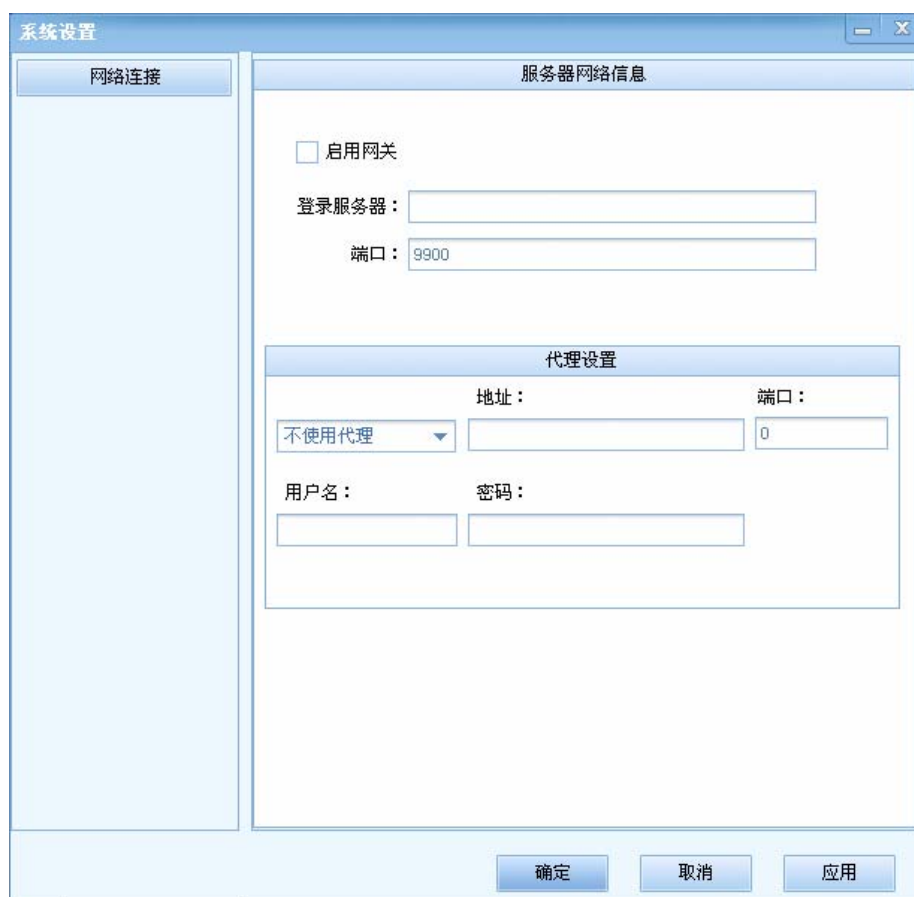 系统设置
网络连接
服务器网络信息
启用网关
登录服务器：
端口： 9900
代理设置
地址： 端口：
不使用代理 0
用户名： 密码：
确定 取消 应用